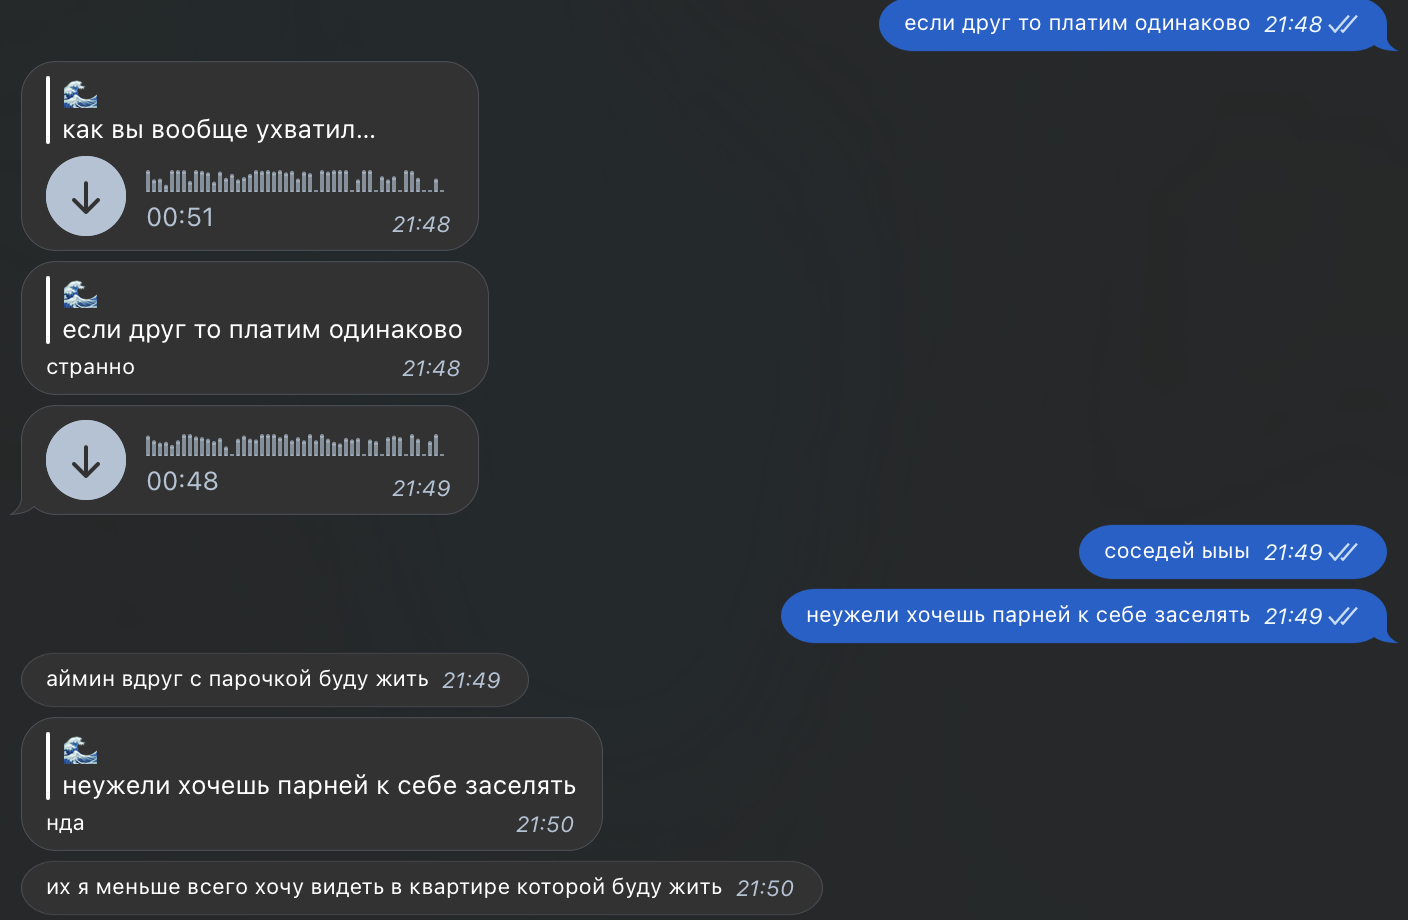 если друг то платим одинаково 21:48
🌊
как вы вообще ухватил...
00:51 21:48
🌊
если друг то платим одинаково
странно 21:48
00:48 21:49
соседей ыыы 21:49
неужели хочешь парней к себе заселять 21:49
аймин вдруг с парочкой буду жить 21:49
🌊
неужели хочешь парней к себе заселять
нда 21:50
их я меньше всего хочу видеть в квартире которой буду жить 21:50